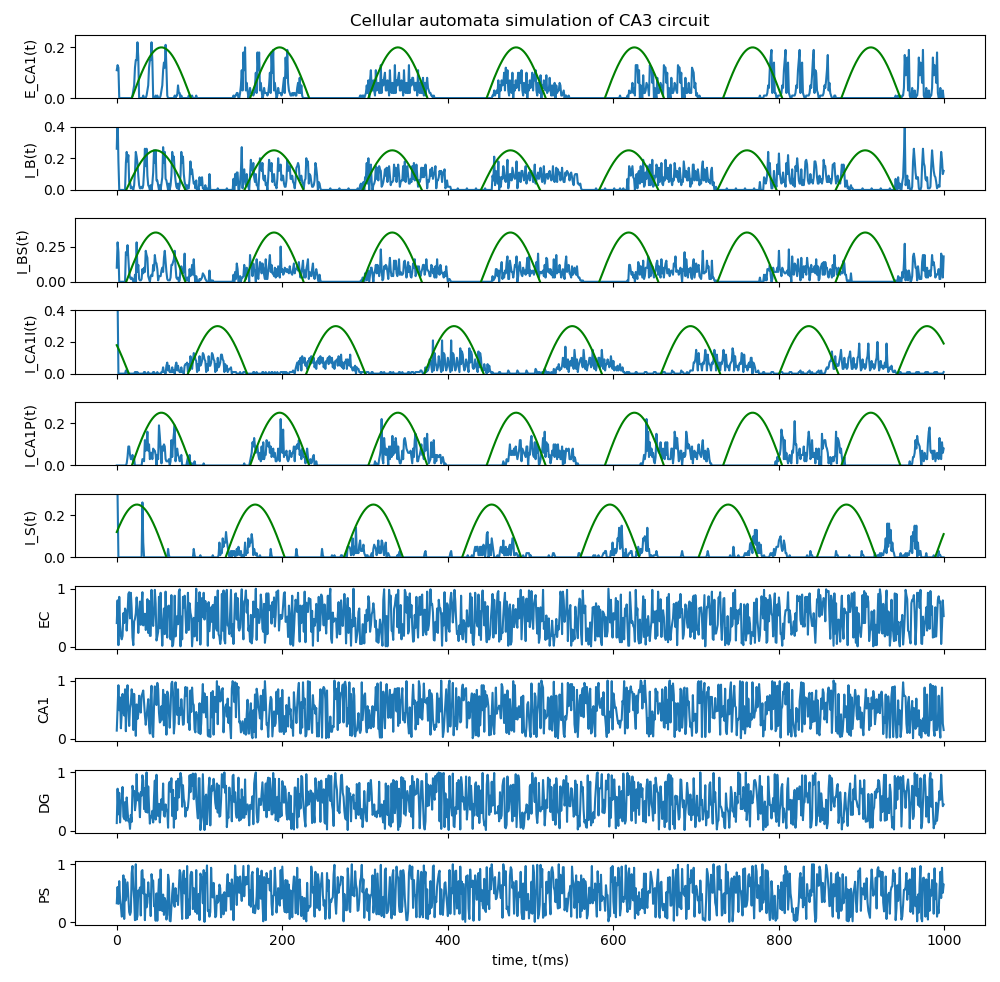 Cellular automata simulation of CA3 circuit
E_CA1(t)
0.2
0.0
I_B(t)
0.4
0.2
0.0
I_BS(t)
0.25
0.00
I_CA1I(t)
0.4
0.2
0.0
I_CA1P(t)
0.2
0.0
I_S(t)
0.2
0.0
EC
1
0
CA1
1
0
DG
1
0
PS
1
0
0 200 400 600 800 1000
time, t(ms)